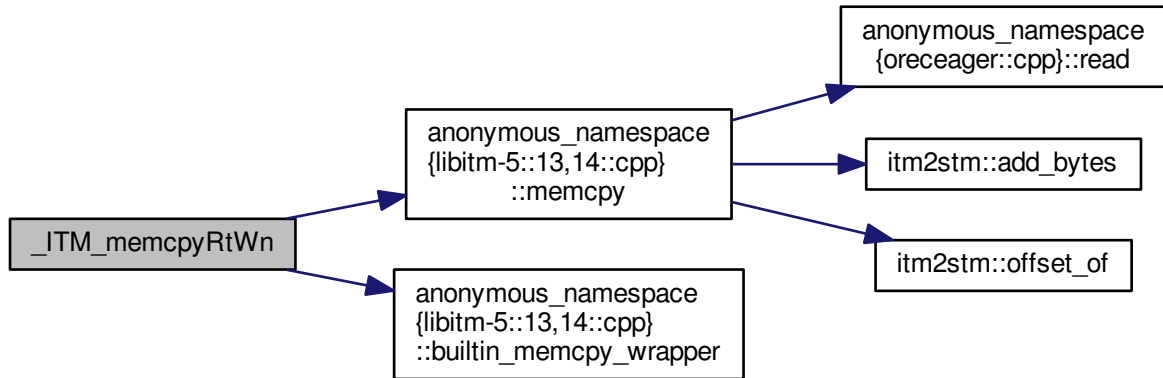 _ITM_memcpyRtWn
anonymous_namespace
{libitm-5::13,14::cpp}
::memcpy
anonymous_namespace
{libitm-5::13,14::cpp}
::builtin_memcpy_wrapper
anonymous_namespace
{oreceager::cpp}::read
itm2stm::add_bytes
itm2stm::offset_of